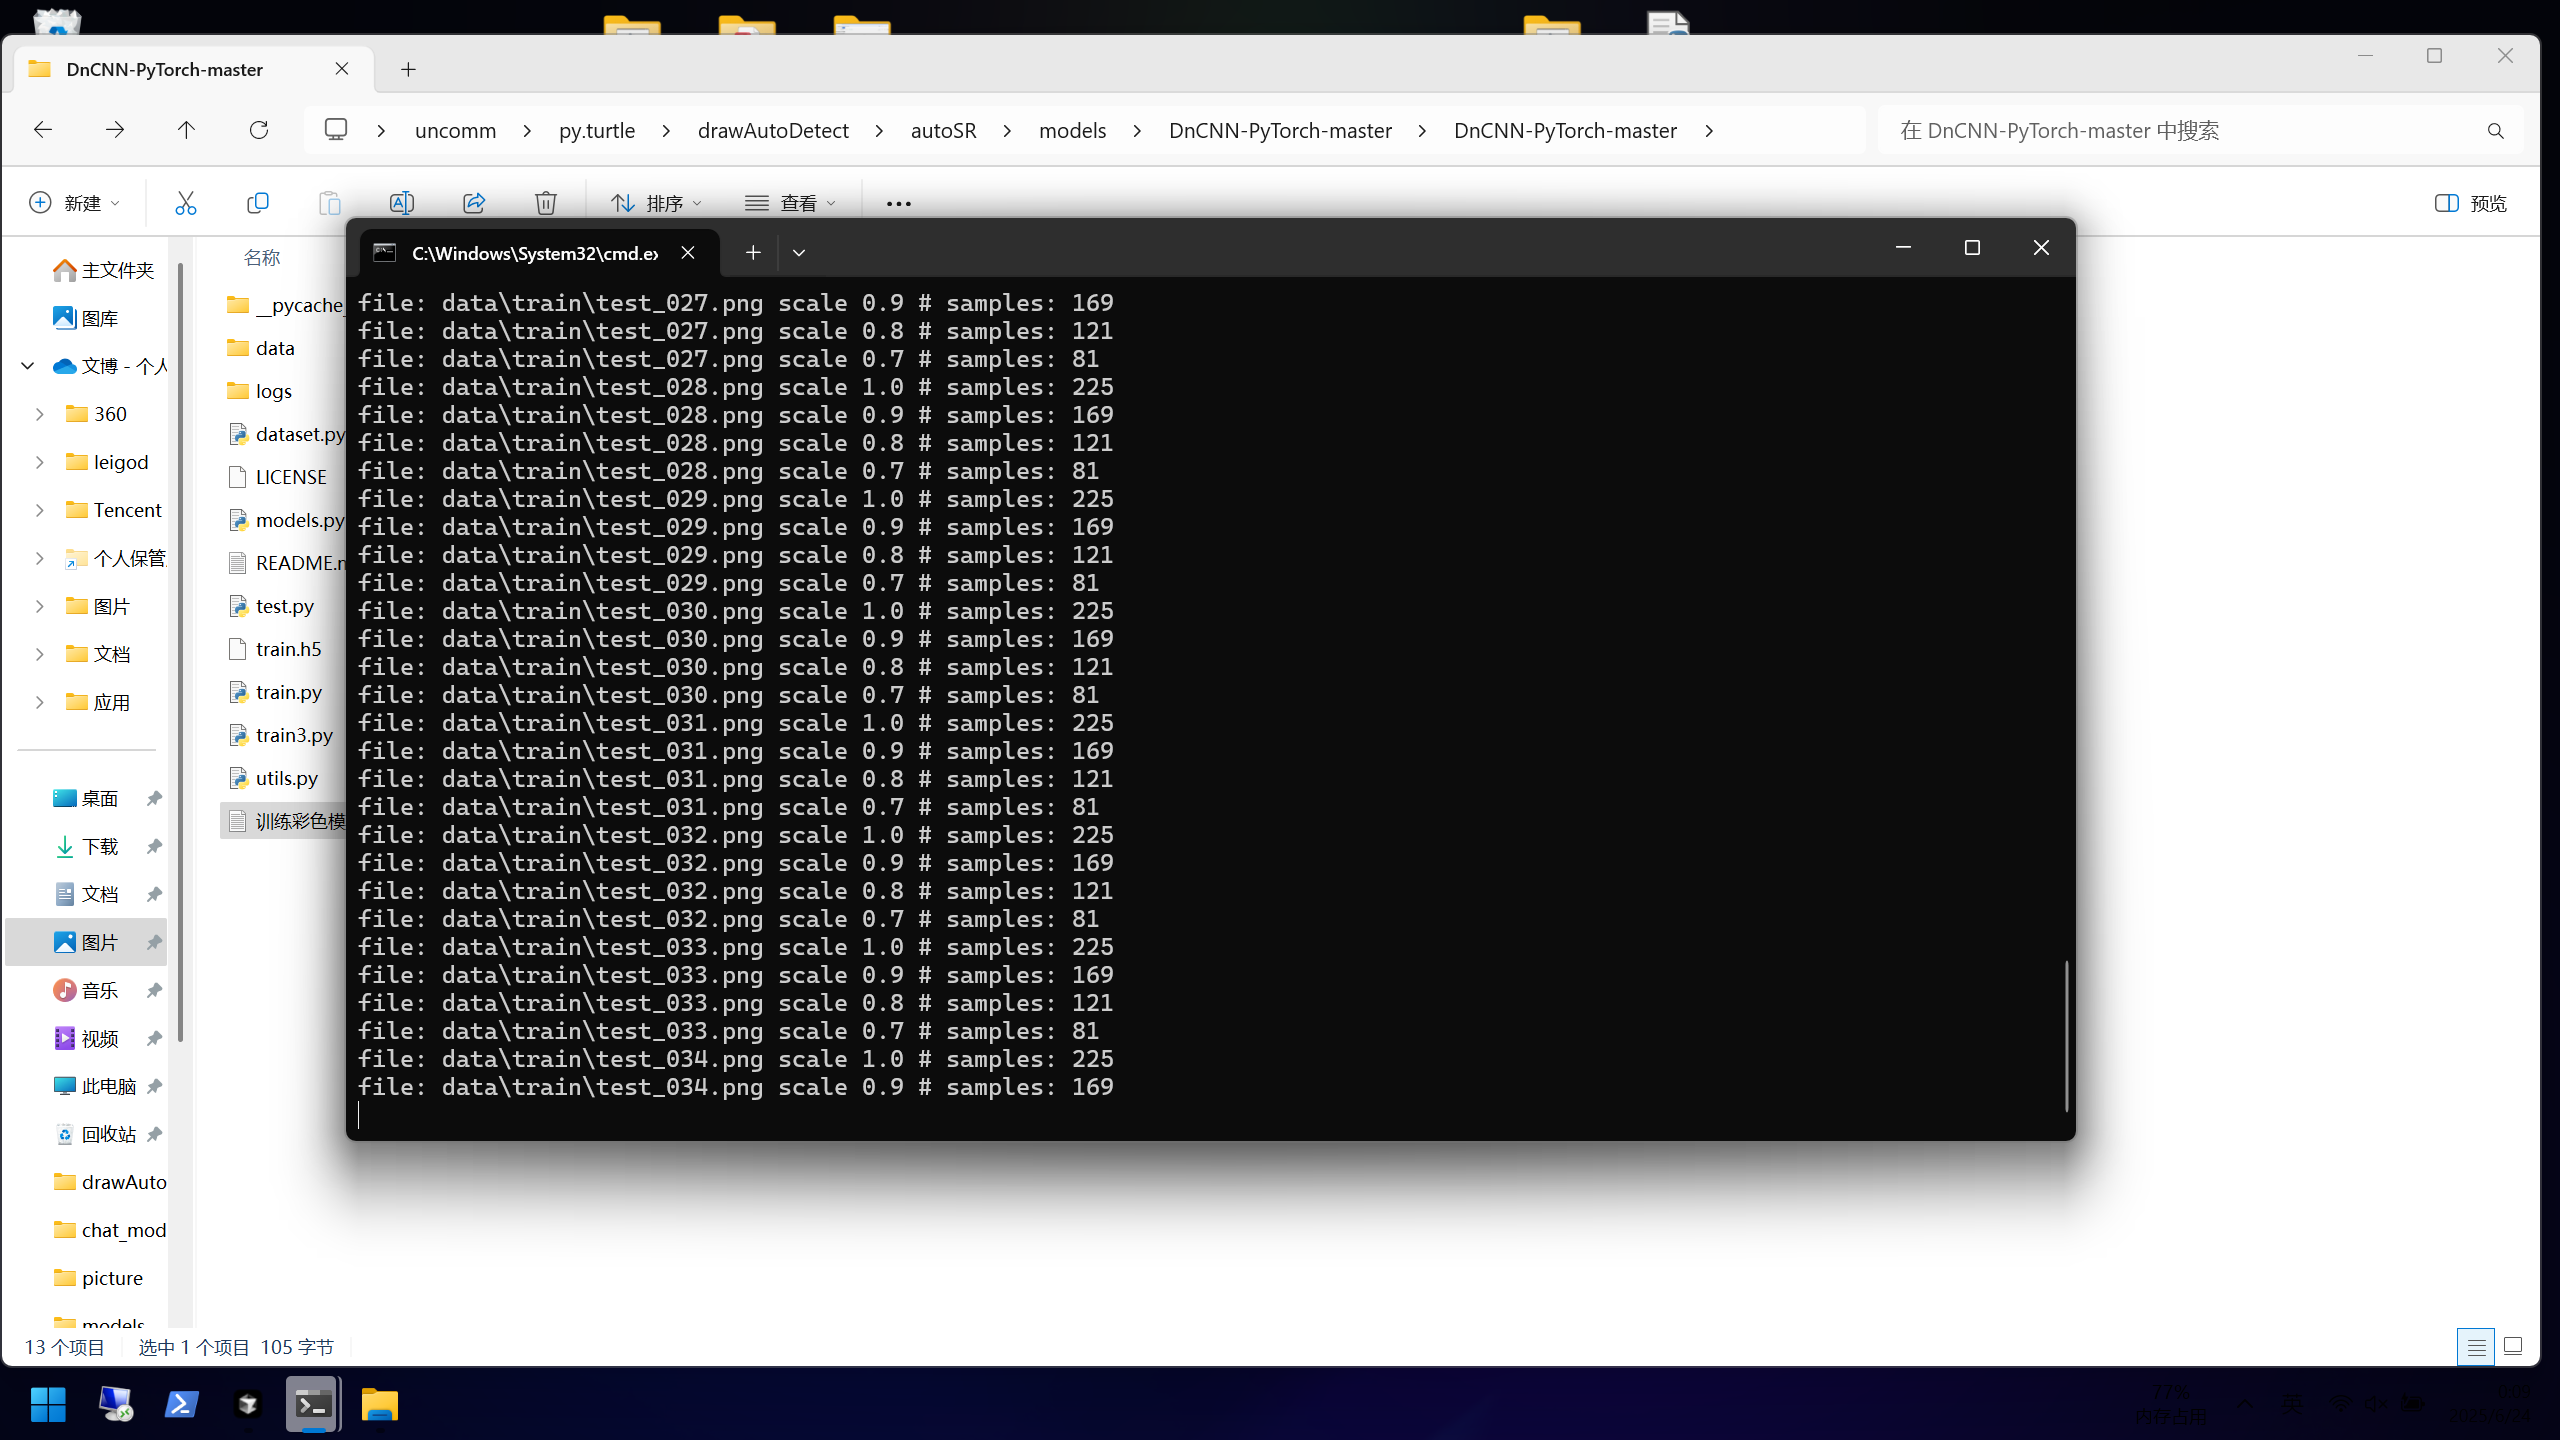 DnCNN-PyTorch-master
uncomm
py.turtle
drawAutoDetect
autoSR
models
DnCNN-PyTorch-master
DnCNN-PyTorch-master
在 DnCNN-PyTorch-master 中搜索
新建
排序
查看
预览
主文件夹
图库
文博 - 个人
360
leigod
Tencent
个人保管
图片
文档
应用
桌面
下载
文档
图片
音乐
视频
此电脑
回收站
drawAuto
chat_mod
picture
models
名称
__pycache_
data
logs
dataset.py
LICENSE
models.py
README.m
test.py
train.h5
train.py
train3.py
utils.py
训练彩色模
C:\Windows\System32\cmd.ex
file: data\train\test_027.png scale 0.9 # samples: 169
file: data\train\test_027.png scale 0.8 # samples: 121
file: data\train\test_027.png scale 0.7 # samples: 81
file: data\train\test_028.png scale 1.0 # samples: 225
file: data\train\test_028.png scale 0.9 # samples: 169
file: data\train\test_028.png scale 0.8 # samples: 121
file: data\train\test_028.png scale 0.7 # samples: 81
file: data\train\test_029.png scale 1.0 # samples: 225
file: data\train\test_029.png scale 0.9 # samples: 169
file: data\train\test_029.png scale 0.8 # samples: 121
file: data\train\test_029.png scale 0.7 # samples: 81
file: data\train\test_030.png scale 1.0 # samples: 225
file: data\train\test_030.png scale 0.9 # samples: 169
file: data\train\test_030.png scale 0.8 # samples: 121
file: data\train\test_030.png scale 0.7 # samples: 81
file: data\train\test_031.png scale 1.0 # samples: 225
file: data\train\test_031.png scale 0.9 # samples: 169
file: data\train\test_031.png scale 0.8 # samples: 121
file: data\train\test_031.png scale 0.7 # samples: 81
file: data\train\test_032.png scale 1.0 # samples: 225
file: data\train\test_032.png scale 0.9 # samples: 169
file: data\train\test_032.png scale 0.8 # samples: 121
file: data\train\test_032.png scale 0.7 # samples: 81
file: data\train\test_033.png scale 1.0 # samples: 225
file: data\train\test_033.png scale 0.9 # samples: 169
file: data\train\test_033.png scale 0.8 # samples: 121
file: data\train\test_033.png scale 0.7 # samples: 81
file: data\train\test_034.png scale 1.0 # samples: 225
file: data\train\test_034.png scale 0.9 # samples: 169
13 个项目
选中 1 个项目 105 字节
77%
内存占用